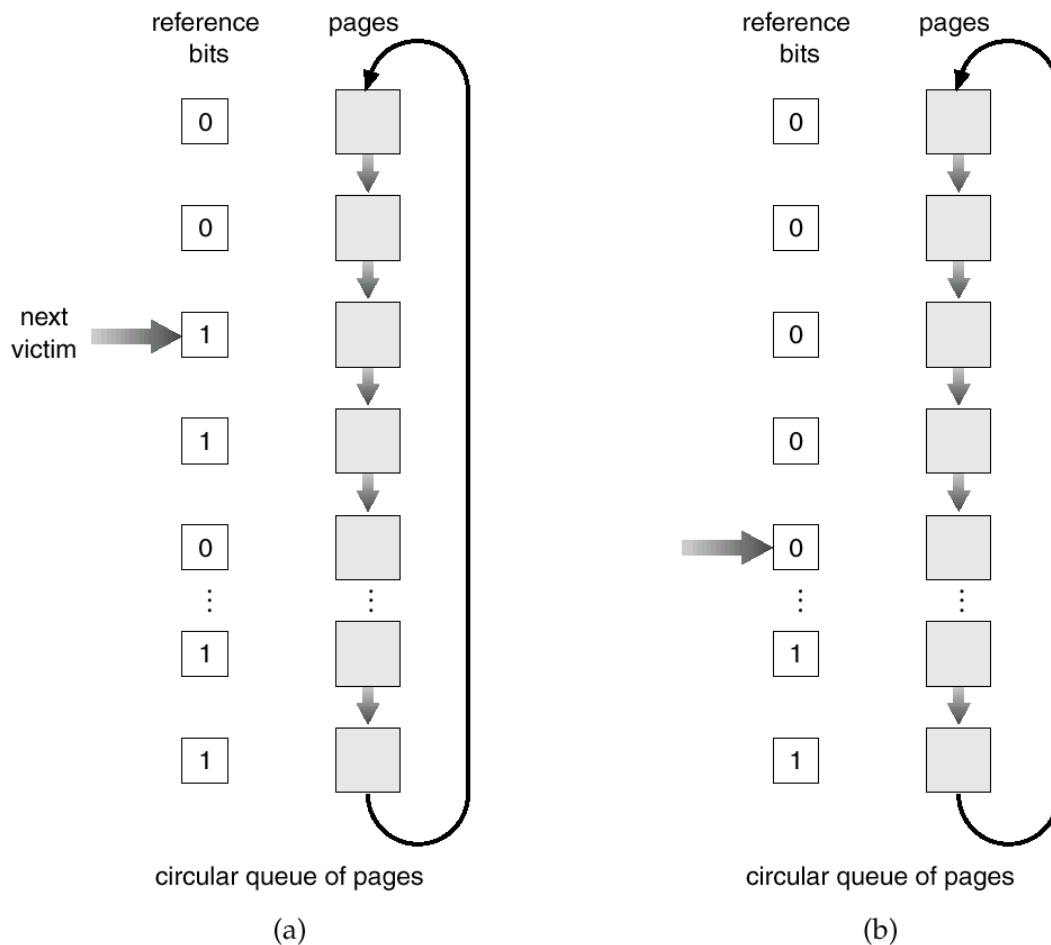 reference bits
pages
reference bits
pages
0
0
0
0
next victim
1
0
1
0
0
0
⋮
⋮
⋮
⋮
1
1
1
1
circular queue of pages
circular queue of pages
(a)
(b)